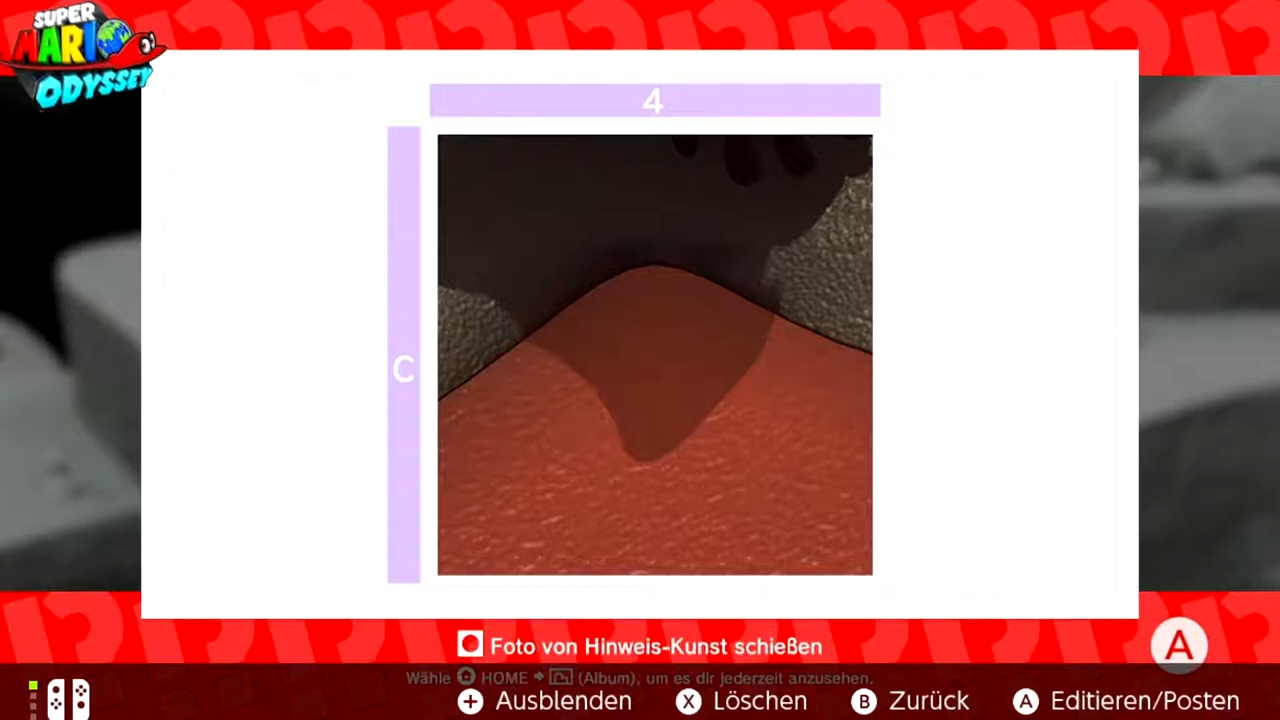 SUPER
MARIO
ODYSSEY
4
C
Foto von Hinweis-Kunst schießen
A
Wähle HOME (Album), um es dir jederzeit anzusehen.
+ Ausblenden X Löschen B Zurück A Editieren/Posten